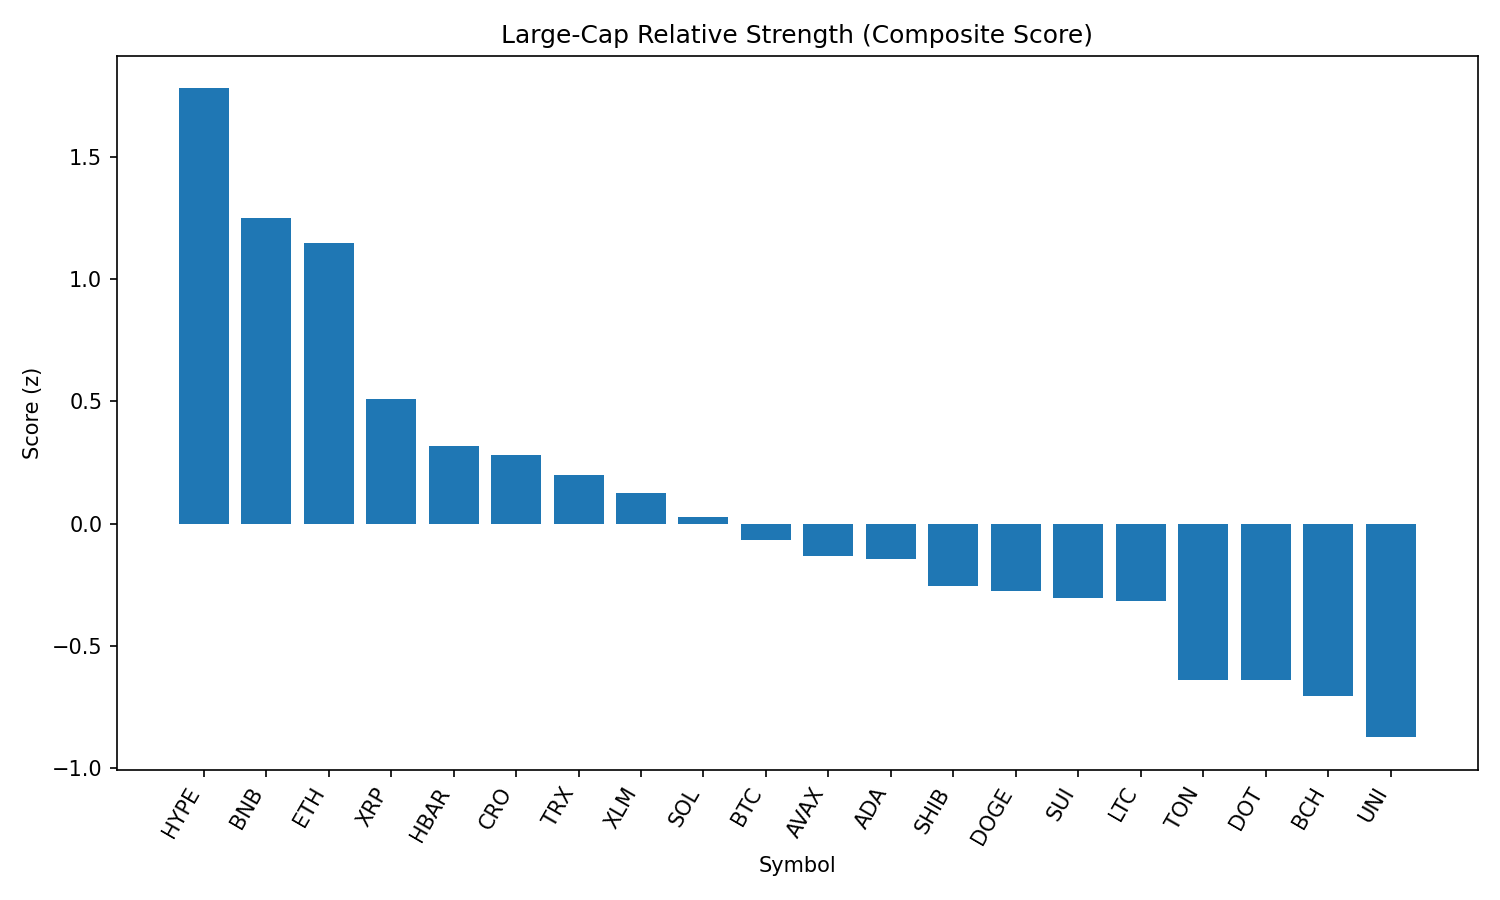 Large-Cap Relative Strength (Composite Score)
Score (z)
1.5
1.0
0.5
0.0
−0.5
−1.0
HYPE
BNB
ETH
XRP
HBAR
CRO
TRX
XLM
SOL
BTC
AVAX
ADA
SHIB
DOGE
SUI
LTC
TON
DOT
BCH
UNI
Symbol